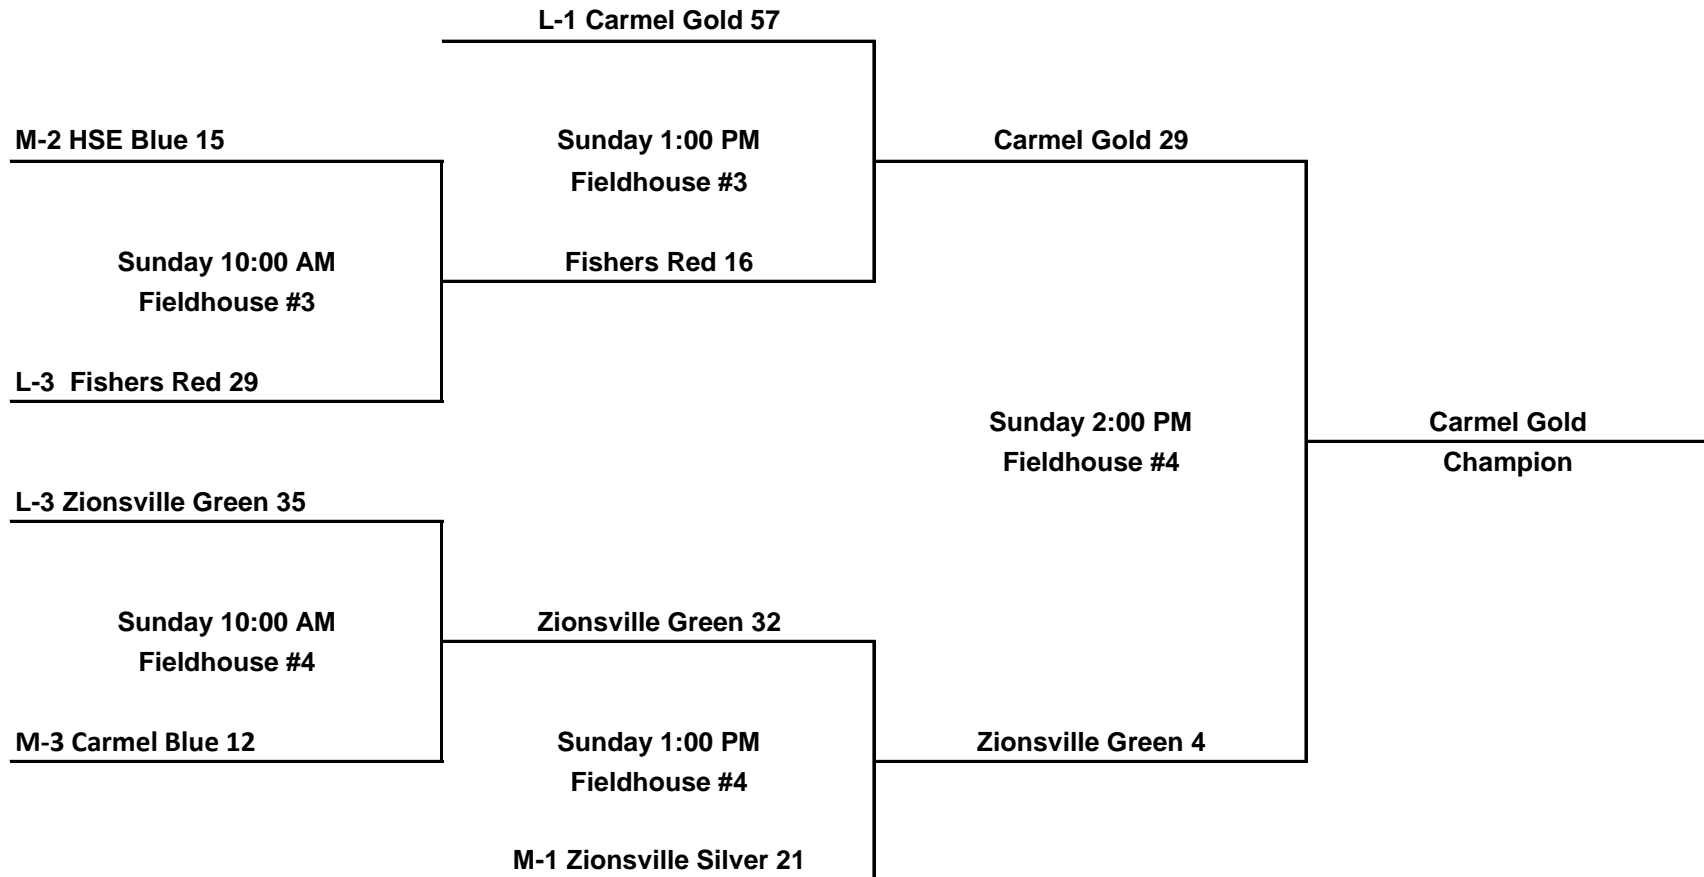 L-1 Carmel Gold 57
M-2 HSE Blue 15
Sunday 1:00 PM
Fieldhouse #3
Carmel Gold 29
Sunday 10:00 AM
Fieldhouse #3
Fishers Red 16
L-3  Fishers Red 29
Sunday 2:00 PM
Fieldhouse #4
Carmel Gold
Champion
L-3 Zionsville Green 35
Sunday 10:00 AM
Fieldhouse #4
Zionsville Green 32
M-3 Carmel Blue 12
Sunday 1:00 PM
Fieldhouse #4
Zionsville Green 4
M-1 Zionsville Silver 21